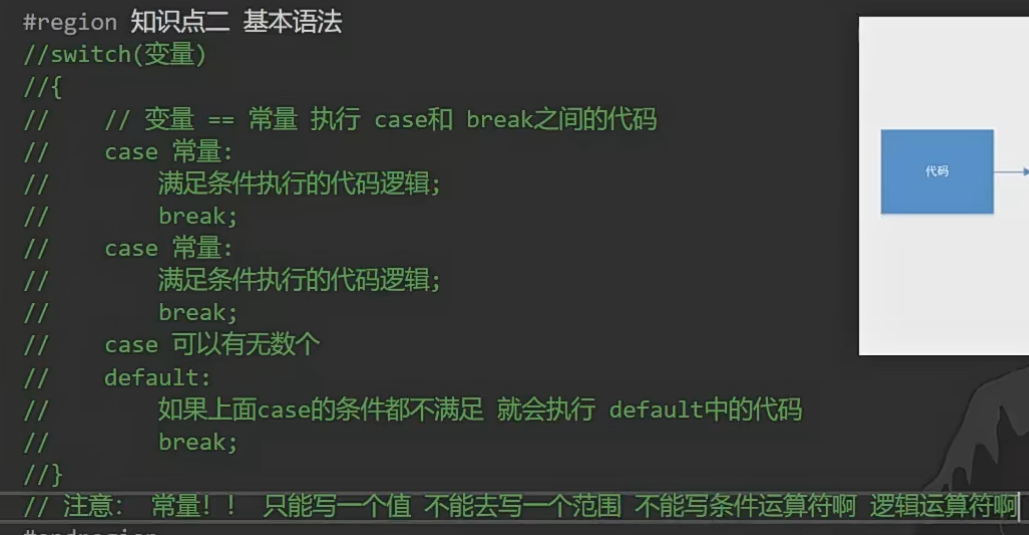 #region 知识点二 基本语法
//switch(变量)
//{
//    // 变量 == 常量 执行 case和 break之间的代码
//    case 常量:
//        满足条件执行的代码逻辑;
//        break;
//    case 常量:
//        满足条件执行的代码逻辑;
//        break;
//    case 可以有无数个
//    default:
//        如果上面case的条件都不满足 就会执行 default中的代码
//        break;
//}
// 注意： 常量！！ 只能写一个值 不能去写一个范围 不能写条件运算符啊 逻辑运算符啊
#endregion
代码